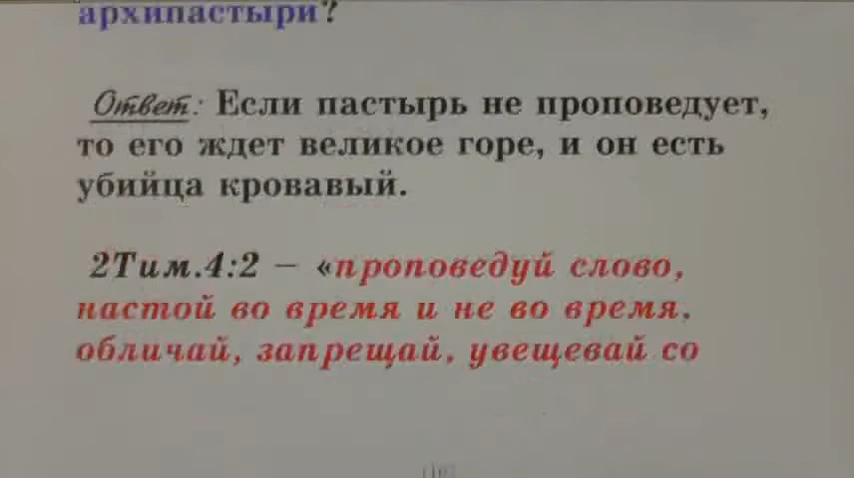 архипастыри?
Ответ: Если пастырь не проповедует,
то его ждет великое горе, и он есть
убийца кровавый.
2Тим.4:2 – «проповедуй слово,
настой во время и не во время,
обличай, запрещай, увещевай со